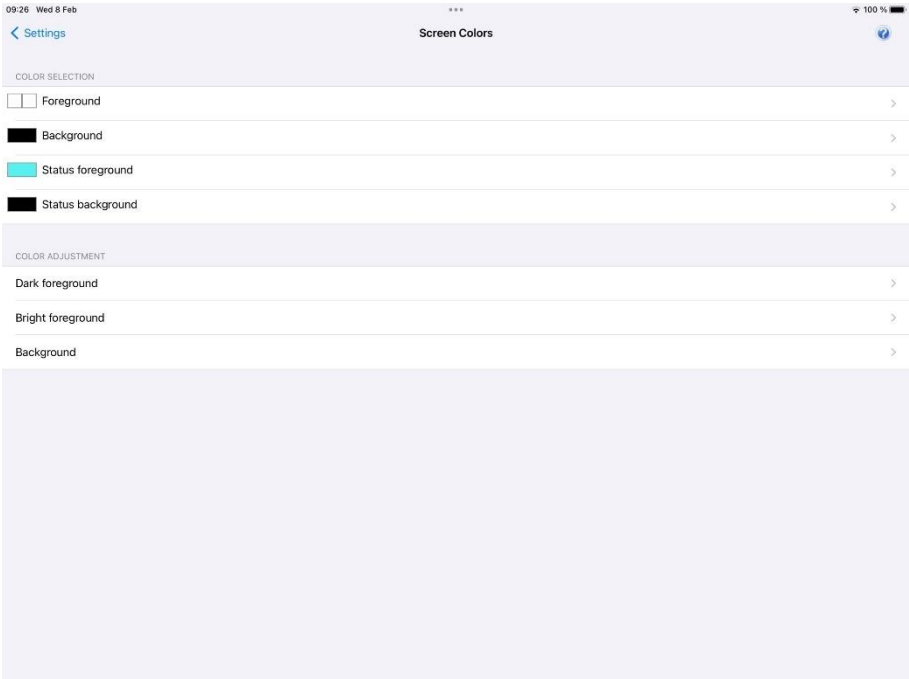 09:26 Wed 8 Feb
100 %
Settings
Screen Colors
?
COLOR SELECTION
Foreground
Background
Status foreground
Status background
COLOR ADJUSTMENT
Dark foreground
Bright foreground
Background